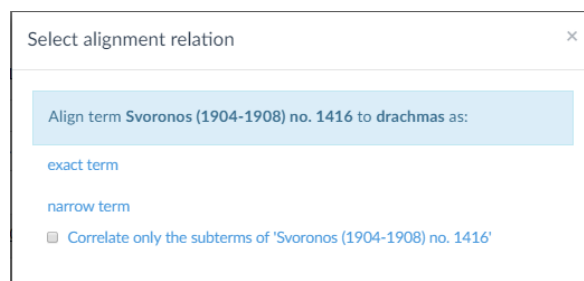 Select alignment relation ×
Align term Svoronos (1904-1908) no. 1416 to drachmas as:
exact term
narrow term
Correlate only the subterms of 'Svoronos (1904-1908) no. 1416'